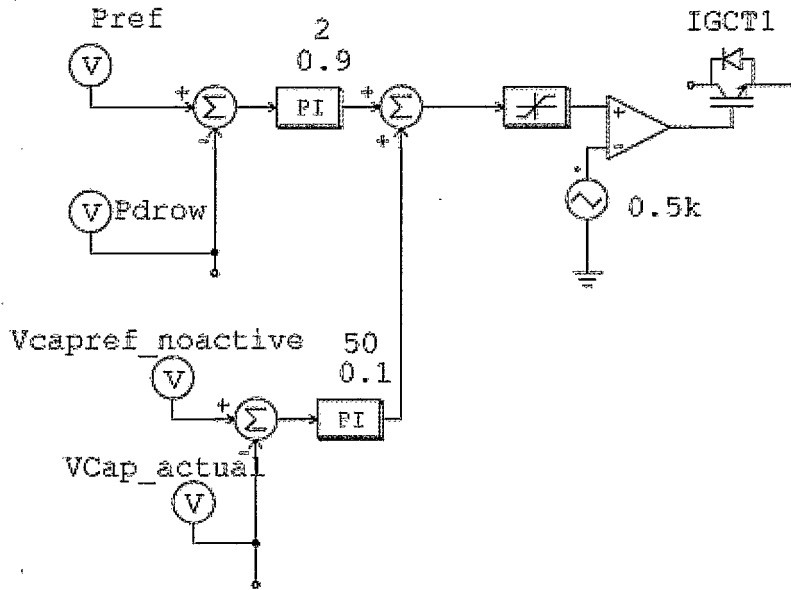 Pref
2
0.9
IGCT1
V
+
Σ
-
PI
+
Σ
+
+
-
V
Pdrow
0.5k
Vcapref_noactive
50
0.1
V
+
Σ
-
PI
VCap_actual
V